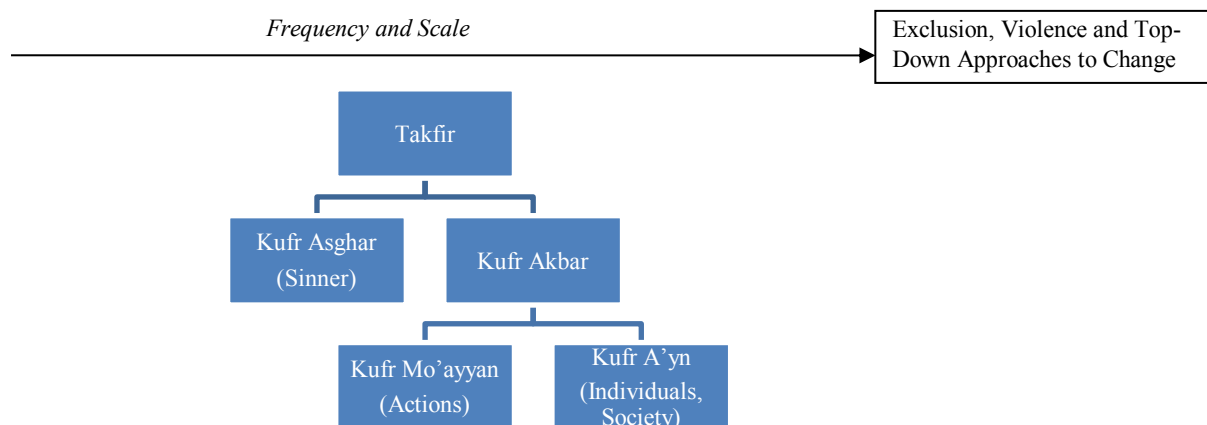 Frequency and Scale
Exclusion, Violence and Top-
Down Approaches to Change
Takfir
Kufr Asghar
(Sinner)
Kufr Akbar
Kufr Mo’ayyan
(Actions)
Kufr A’yn
(Individuals,
Society)